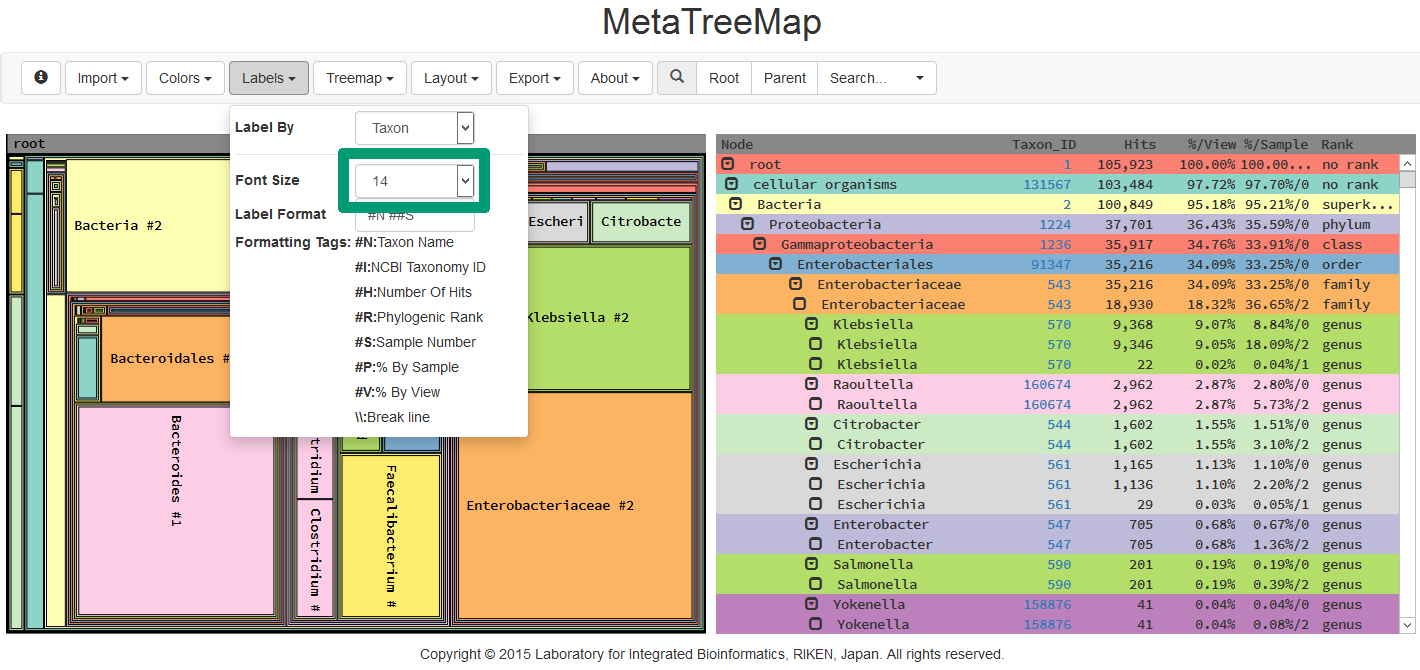 MetaTreeMap
Import Colors Labels Treemap Layout Export About Root Parent Search...
root
Label By Taxon
Font Size 14
Label Format #N ##S
Formatting Tags: #N:Taxon Name
#I:NCBI Taxonomy ID
#H:Number Of Hits
#R:Phylogenic Rank
#S:Sample Number
#P:% By Sample
#V:% By View
\\:Break line
Bacteria #2
Bacteroidales #
Bacteroides #1
Clostridium #
Faecalibacterium #
Escheri
Citrobacte
Klebsiella #2
Enterobacteriaceae #2
Node Taxon_ID Hits %/View %/Sample Rank
root 1 105,923 100.00% 100.00... no rank
cellular organisms 131567 103,484 97.72% 97.70%/0 no rank
Bacteria 2 100,849 95.18% 95.21%/0 superk...
Proteobacteria 1224 37,701 36.43% 35.59%/0 phylum
Gammaproteobacteria 1236 35,917 34.76% 33.91%/0 class
Enterobacteriales 91347 35,216 34.09% 33.25%/0 order
Enterobacteriaceae 543 35,216 34.09% 33.25%/0 family
Enterobacteriaceae 543 18,930 18.32% 36.65%/2 family
Klebsiella 570 9,368 9.07% 8.84%/0 genus
Klebsiella 570 9,346 9.05% 18.09%/2 genus
Klebsiella 570 22 0.02% 0.04%/1 genus
Raoultella 160674 2,962 2.87% 2.80%/0 genus
Raoultella 160674 2,962 2.87% 5.73%/2 genus
Citrobacter 544 1,602 1.55% 1.51%/0 genus
Citrobacter 544 1,602 1.55% 3.10%/2 genus
Escherichia 561 1,165 1.13% 1.10%/0 genus
Escherichia 561 1,136 1.10% 2.20%/2 genus
Escherichia 561 29 0.03% 0.05%/1 genus
Enterobacter 547 705 0.68% 0.67%/0 genus
Enterobacter 547 705 0.68% 1.36%/2 genus
Salmonella 590 201 0.19% 0.19%/0 genus
Salmonella 590 201 0.19% 0.39%/2 genus
Yokenella 158876 41 0.04% 0.04%/0 genus
Yokenella 158876 41 0.04% 0.08%/2 genus
Copyright © 2015 Laboratory for Integrated Bioinformatics, RIKEN, Japan. All rights reserved.